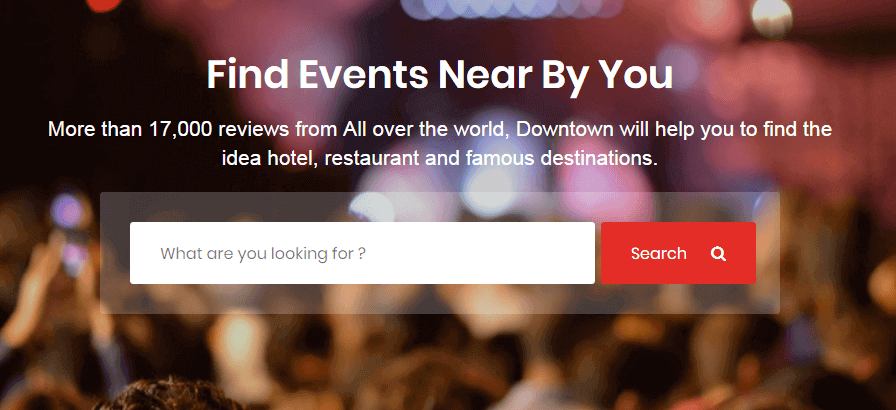 Find Events Near By You
More than 17,000 reviews from All over the world, Downtown will help you to find the
idea hotel, restaurant and famous destinations.
What are you looking for ?
Search